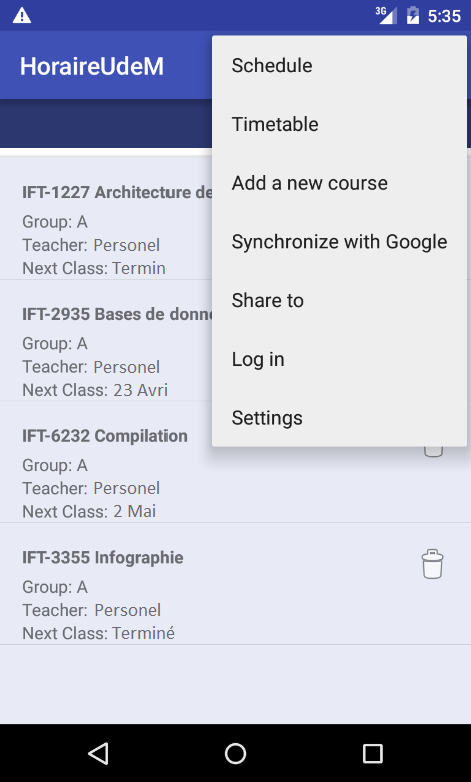 3G 5:35
HoraireUdeM
Schedule
Timetable
Add a new course
Synchronize with Google
Share to
Log in
Settings
IFT-1227 Architecture de
Group: A
Teacher: Personel
Next Class: Termin
IFT-2935 Bases de donn
Group: A
Teacher: Personel
Next Class: 23 Avri
IFT-6232 Compilation
Group: A
Teacher: Personel
Next Class: 2 Mai
IFT-3355 Infographie
Group: A
Teacher: Personel
Next Class: Terminé